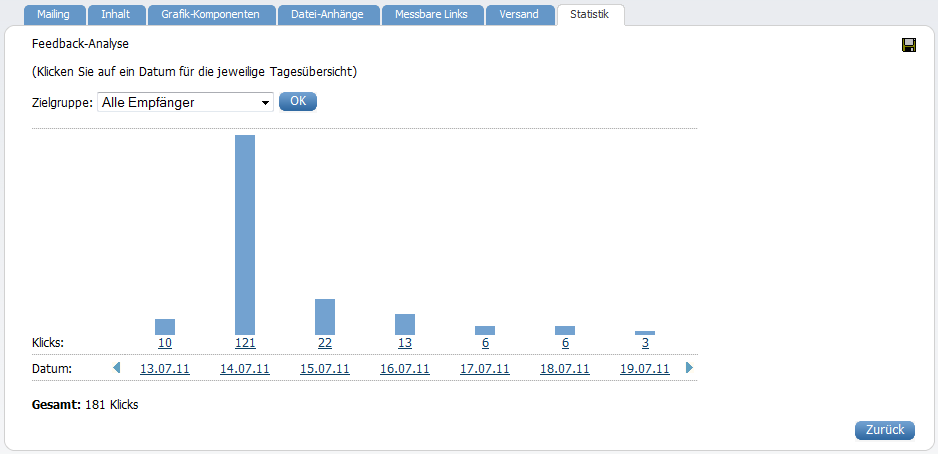 Mailing Inhalt Grafik-Komponenten Datei-Anhänge Messbare Links Versand Statistik
Feedback-Analyse
(Klicken Sie auf ein Datum für die jeweilige Tagesübersicht)
Zielgruppe: Alle Empfänger OK
Klicks: 10 121 22 13 6 6 3
Datum: 13.07.11 14.07.11 15.07.11 16.07.11 17.07.11 18.07.11 19.07.11
Gesamt: 181 Klicks
Zurück